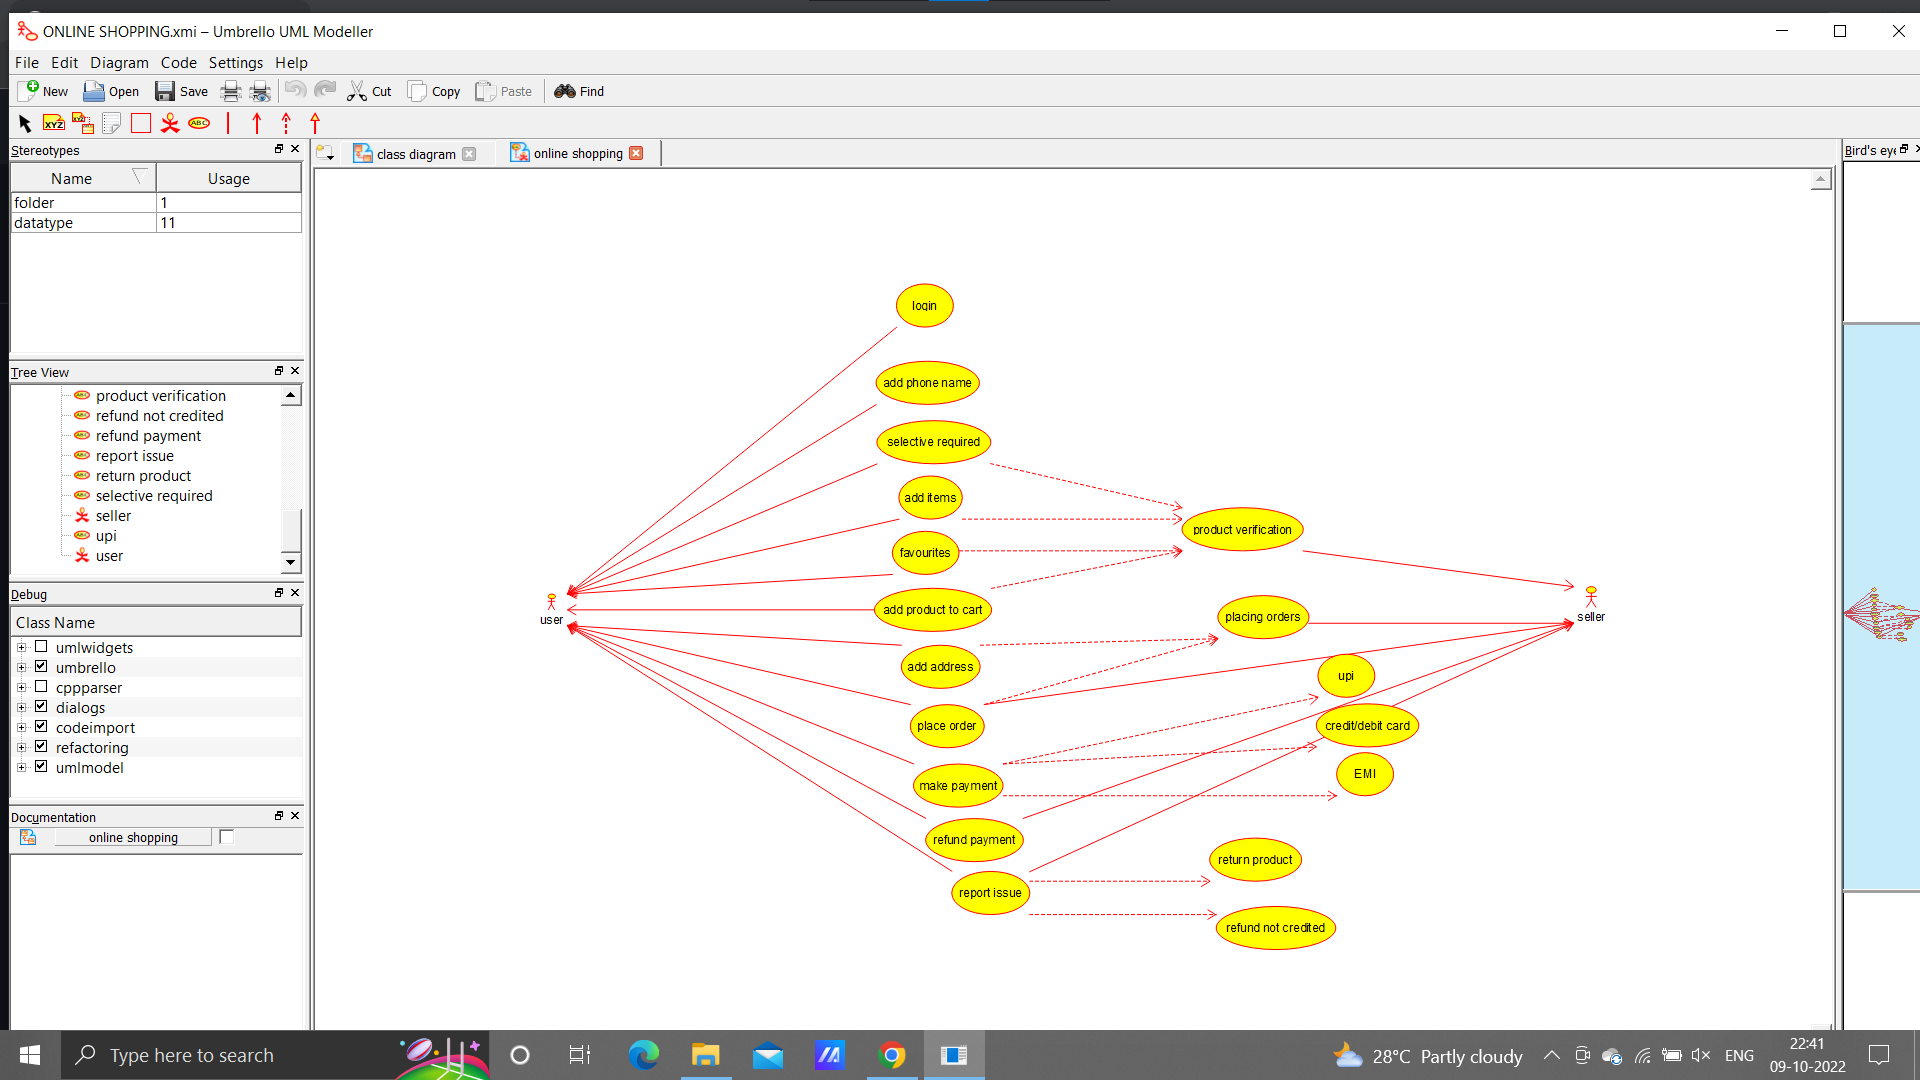 ONLINE SHOPPING.xmi – Umbrello UML Modeller
File Edit Diagram Code Settings Help
New Open Save Cut Copy Paste Find
XYZ XYZ ABC
Stereotypes
Name Usage
folder 1
datatype 11
Tree View
product verification
refund not credited
refund payment
report issue
return product
selective required
seller
upi
user
Debug
Class Name
umlwidgets
umbrello
cppparser
dialogs
codeimport
refactoring
umlmodel
Documentation
online shopping
class diagram
online shopping
Bird's eye
login
add phone name
selective required
add items
favourites
add product to cart
add address
place order
make payment
refund payment
report issue
user
product verification
placing orders
seller
upi
credit/debit card
EMI
return product
refund not credited
Type here to search
28°C Partly cloudy
ENG
22:41
09-10-2022